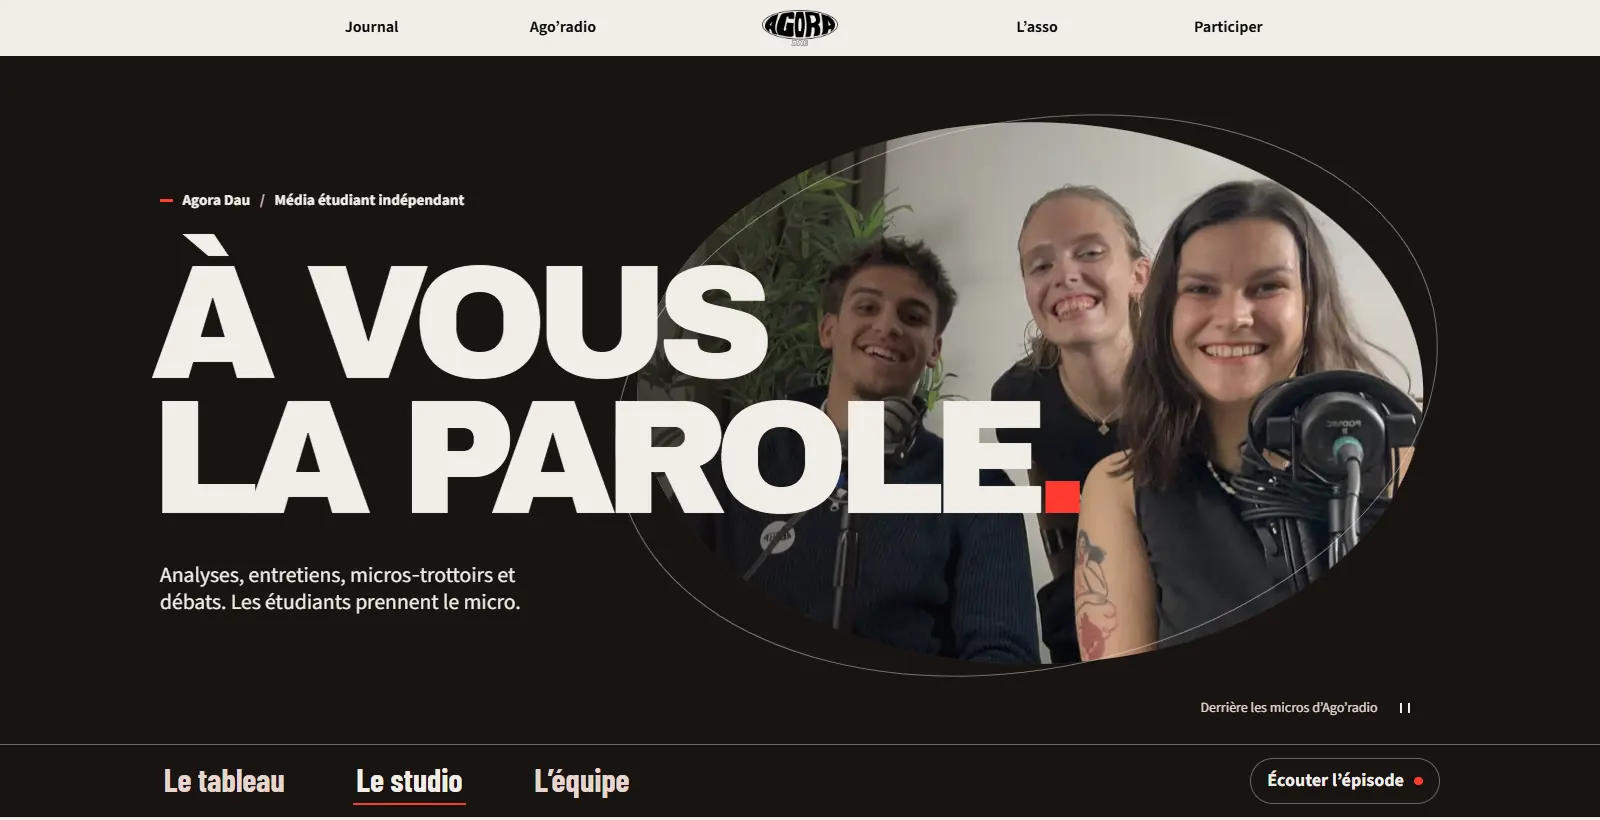 Journal
Ago’radio
AGORA
DAU
L’asso
Participer
Agora Dau / Média étudiant indépendant
À VOUS
LA PAROLE.
Analyses, entretiens, micros-trottoirs et
débats. Les étudiants prennent le micro.
Derrière les micros d’Ago’radio
Le tableau
Le studio
L’équipe
Écouter l’épisode